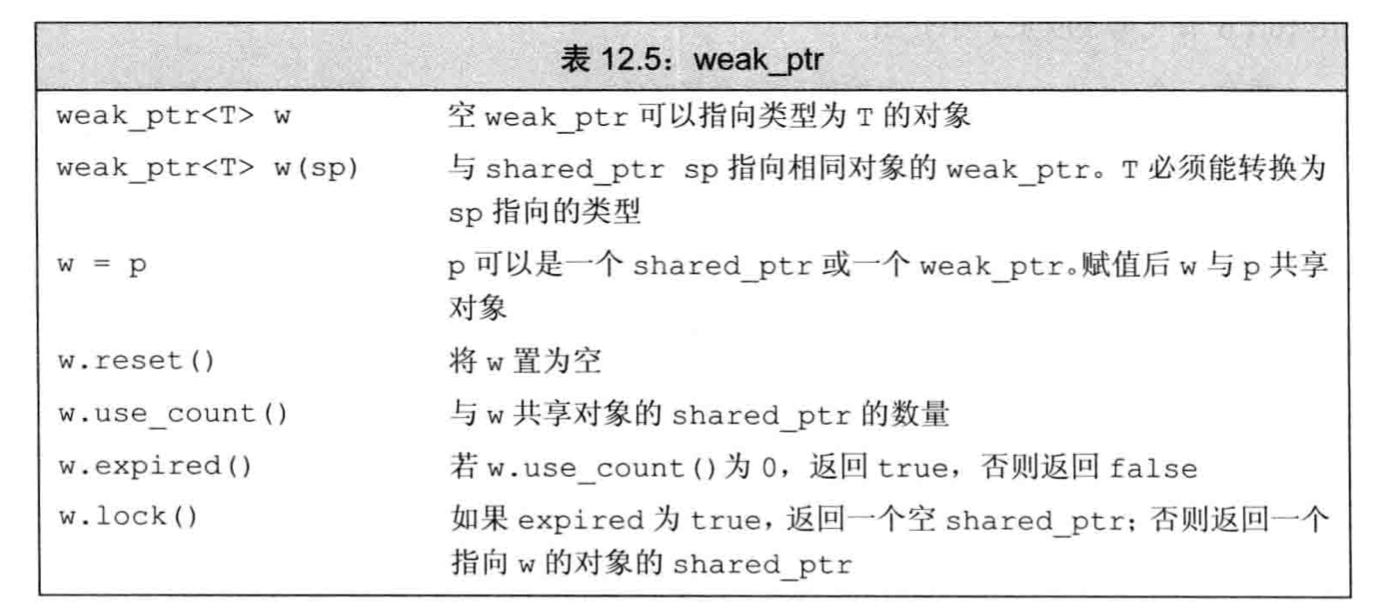 表 12.5：weak_ptr
weak_ptr<T> w 空 weak_ptr 可以指向类型为 T 的对象
weak_ptr<T> w(sp) 与 shared_ptr sp 指向相同对象的 weak_ptr。T 必须能转换为
sp 指向的类型
w = p p 可以是一个 shared_ptr 或一个 weak_ptr。赋值后 w 与 p 共享
对象
w.reset() 将 w 置为空
w.use_count() 与 w 共享对象的 shared_ptr 的数量
w.expired() 若 w.use_count()为 0，返回 true，否则返回 false
w.lock() 如果 expired 为 true，返回一个空 shared_ptr；否则返回一个
指向 w 的对象的 shared_ptr